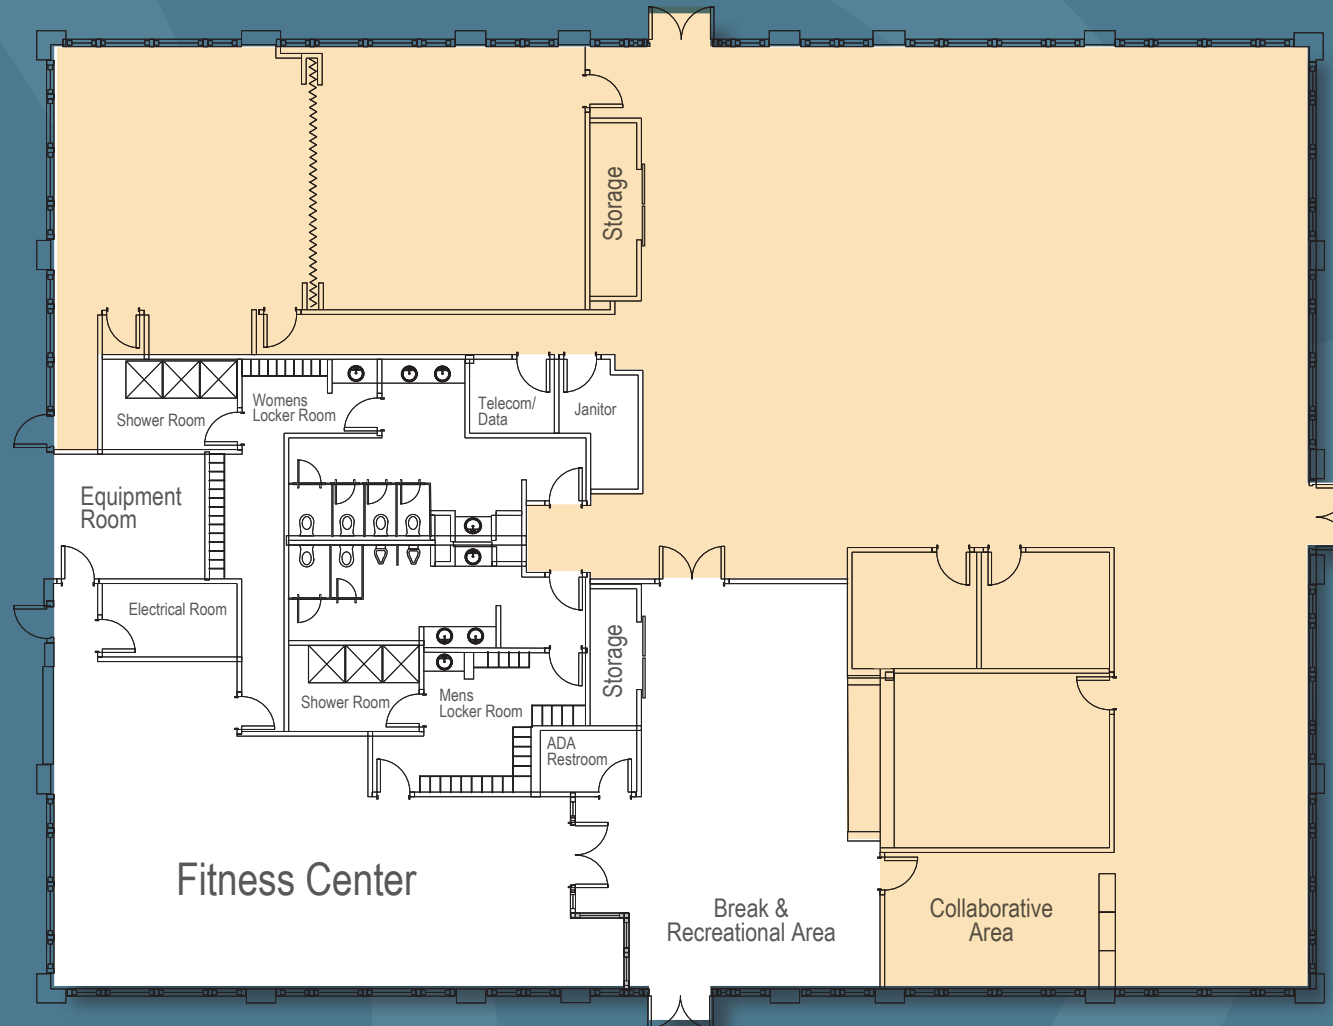 Storage
Womens
Locker Room
Shower Room
Telecom/
Data
Janitor
Equipment
Room
Electrical Room
Storage
Shower Room
Mens
Locker Room
ADA
Restroom
Fitness Center
Break &
Recreational Area
Collaborative
Area